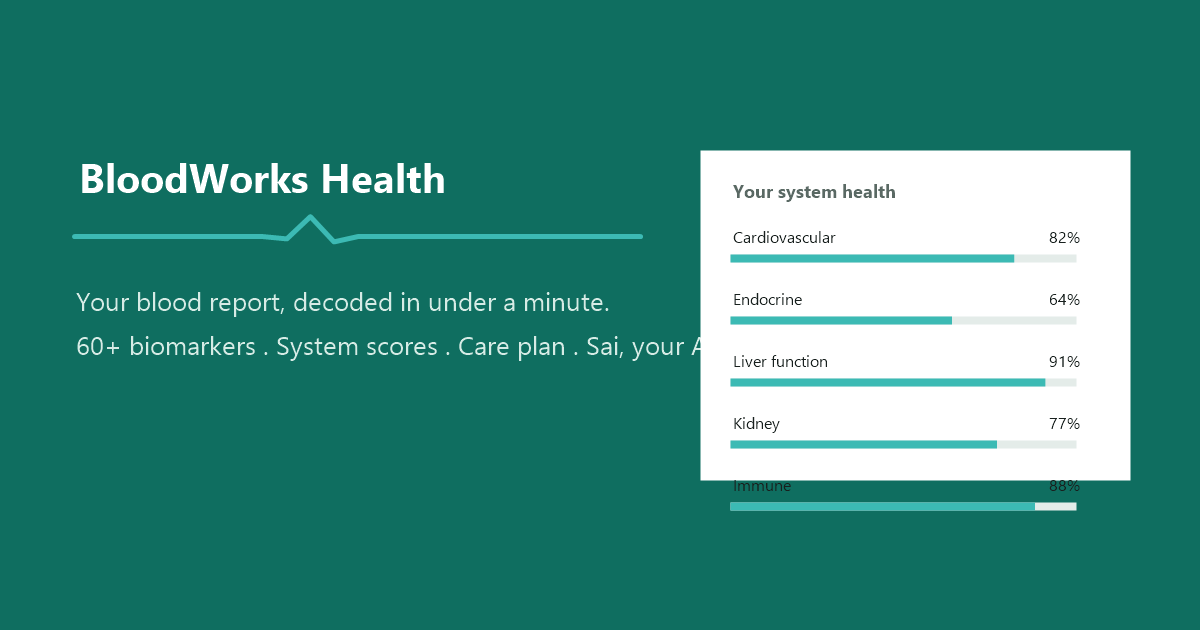 BloodWorks Health
Your blood report, decoded in under a minute.
60+ biomarkers . System scores . Care plan . Sai, your
Your system health
Cardiovascular 82%
Endocrine 64%
Liver function 91%
Kidney 77%
Immune 88%